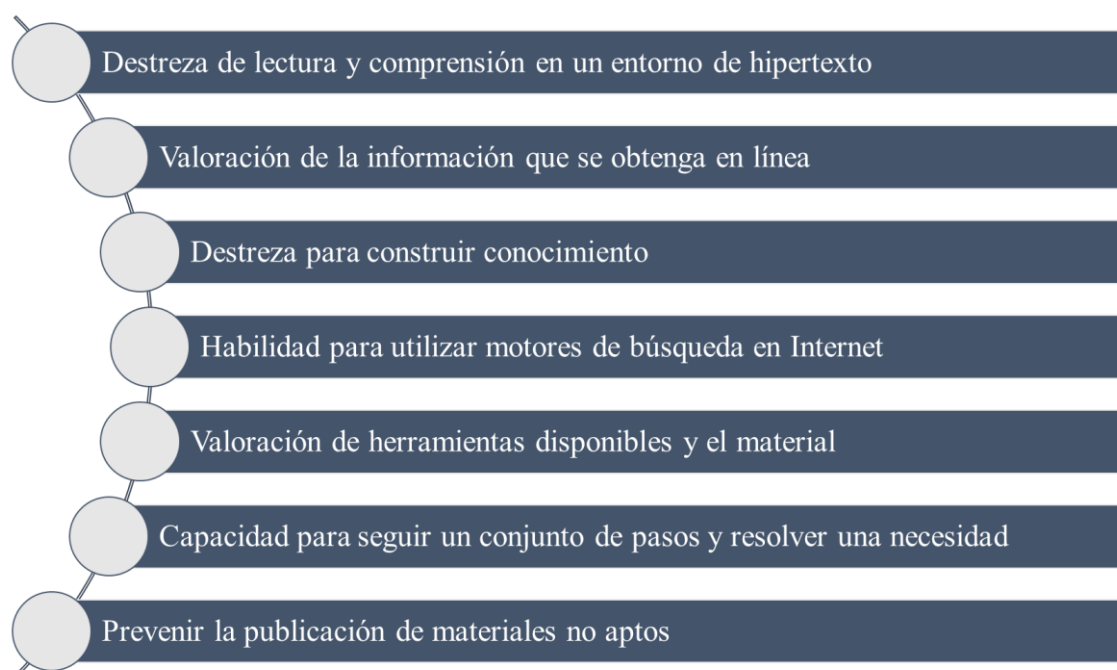 Destreza de lectura y comprensión en un entorno de hipertexto
Valoración de la información que se obtenga en línea
Destreza para construir conocimiento
Habilidad para utilizar motores de búsqueda en Internet
Valoración de herramientas disponibles y el material
Capacidad para seguir un conjunto de pasos y resolver una necesidad
Prevenir la publicación de materiales no aptos